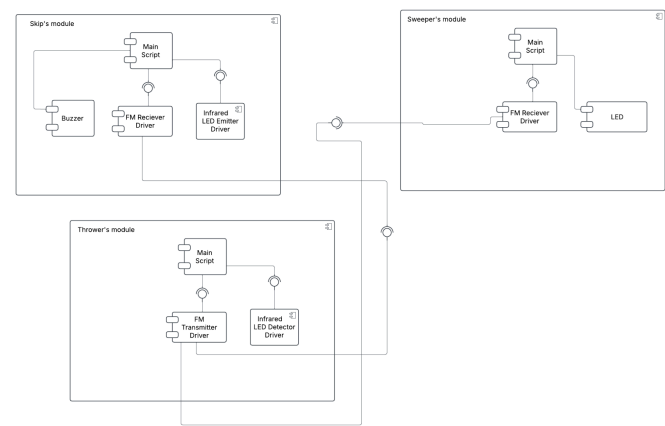 Skip's module
Main
Script
Buzzer
FM Reciever
Driver
Infrared
LED Emitter
Driver
Sweeper's module
Main
Script
FM Reciever
Driver
LED
Thrower's module
Main
Script
FM
Transmitter
Driver
Infrared
LED Detector
Driver